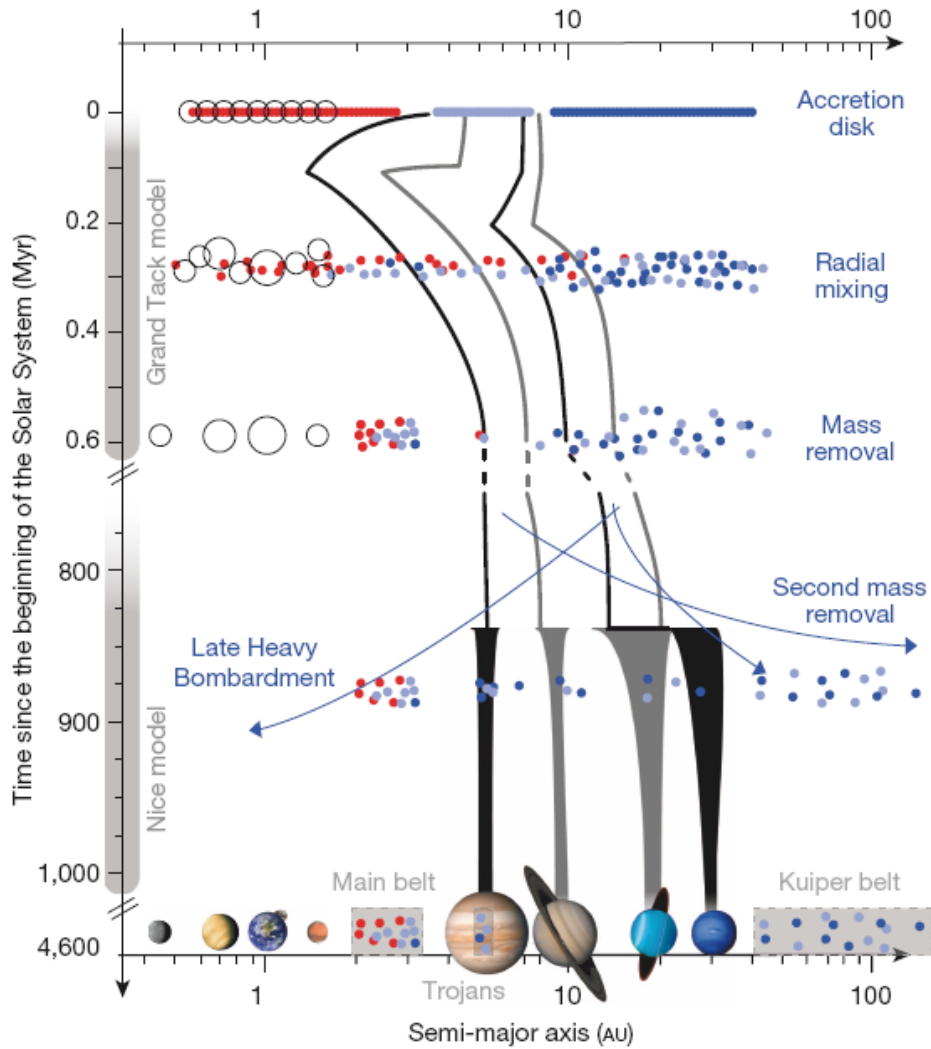 1
10
100
0
Accretion
disk
0.2
Radial
mixing
Grand Tack model
0.4
Mass
removal
0.6
Time since the beginning of the Solar System (Myr)
800
Second mass
removal
Late Heavy
Bombardment
900
Nice model
1,000
Main belt
Kuiper belt
4,600
Trojans
1
10
100
Semi-major axis (AU)